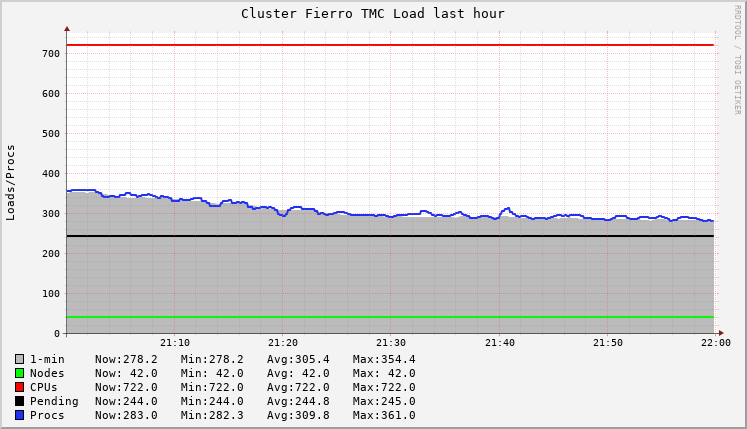 Cluster Fierro TMC Load last hour
RRDTOOL / TOBI OETIKER
Loads/Procs
700
600
500
400
300
200
100
0
21:10 21:20 21:30 21:40 21:50 22:00
1-min Now:278.2 Min:278.2 Avg:305.4 Max:354.4
Nodes Now: 42.0 Min: 42.0 Avg: 42.0 Max: 42.0
CPUs Now:722.0 Min:722.0 Avg:722.0 Max:722.0
Pending Now:244.0 Min:244.0 Avg:244.8 Max:245.0
Procs Now:283.0 Min:282.3 Avg:309.8 Max:361.0